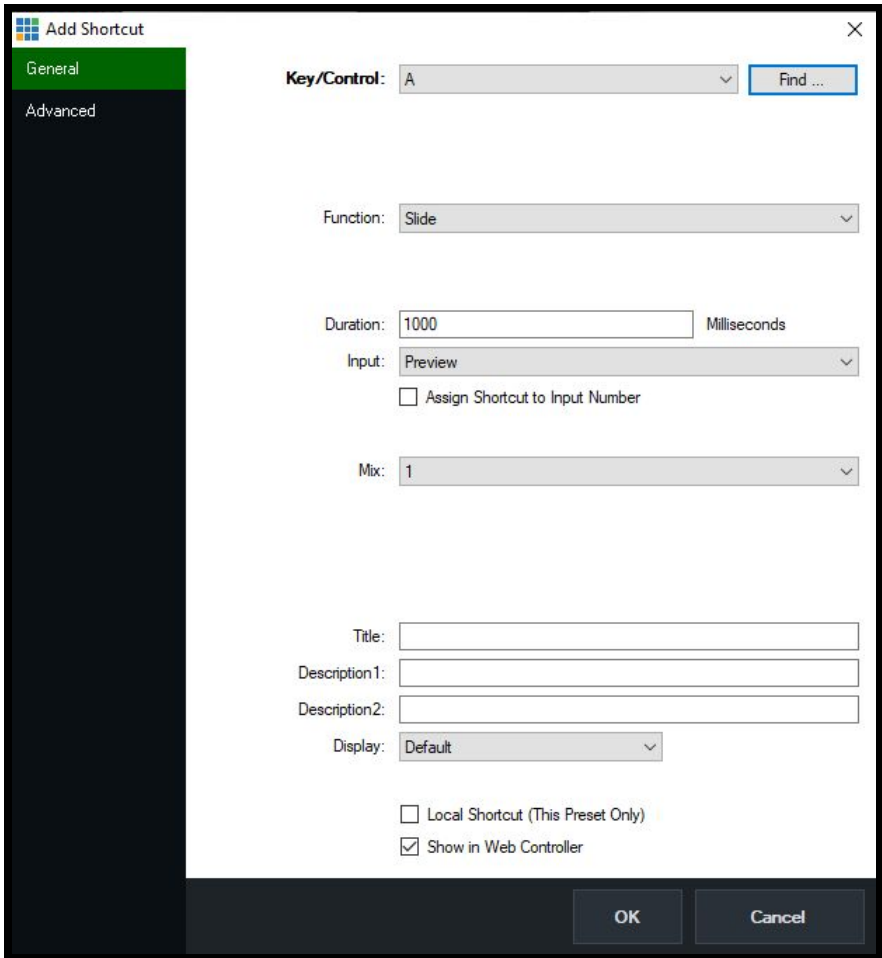 Add Shortcut
General
Advanced
Key/Control: A Find ...
Function: Slide
Duration: 1000 Milliseconds
Input: Preview
Assign Shortcut to Input Number
Mix: 1
Title:
Description1:
Description2:
Display: Default
Local Shortcut (This Preset Only)
Show in Web Controller
OK Cancel